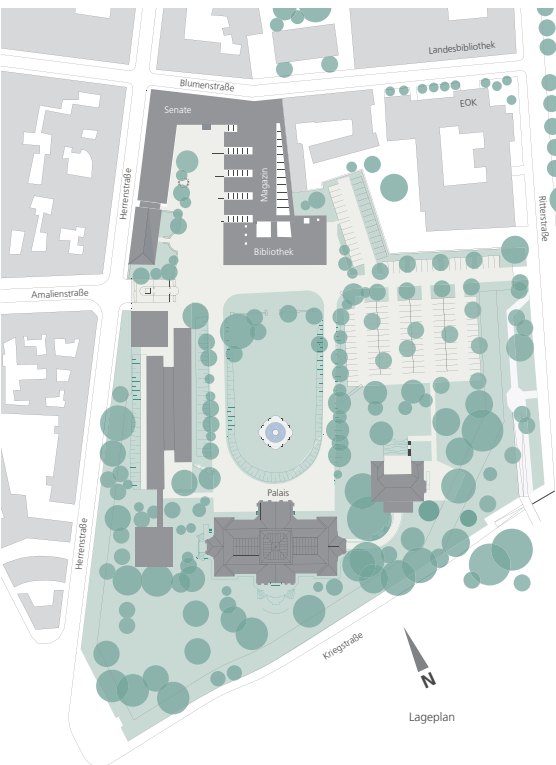 Landesbibliothek
Blumenstraße
Senate
EOK
Herrenstraße
Magazin
Ritterstraße
Bibliothek
Amalienstraße
Palais
Herrenstraße
Kriegstraße
N
Lageplan